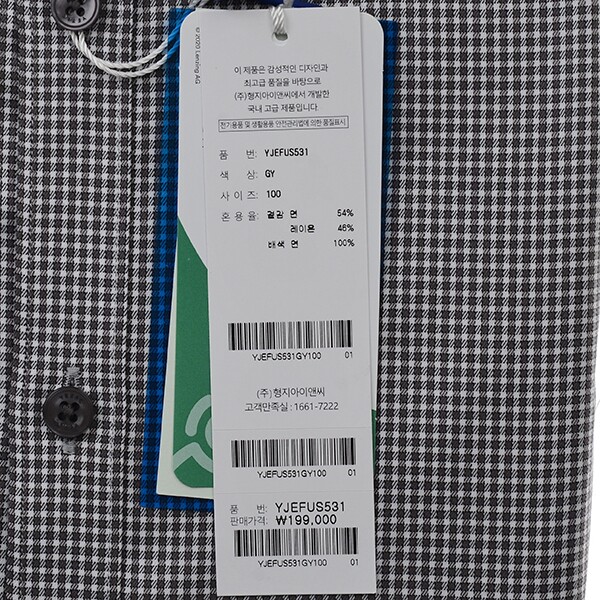 © 2020 Lenzing AG
이 제품은 감성적인 디자인과
최고급 품질을 바탕으로
(주)형지아이앤씨에서 개발한
국내 고급 제품입니다.
전기용품 및 생활용품 안전관리법에 의한 품질표시
품 번: YJEFUS531
색 상: GY
사 이 즈: 100
혼 용 율: 겉감 면 54%
레이온 46%
배색 면 100%
YJEFUS531GY100 01
(주)형지아이앤씨
고객만족실 : 1661-7222
YJEFUS531GY100 01
품 번: YJEFUS531
판매가격: ₩199,000
YJEFUS531GY100 01